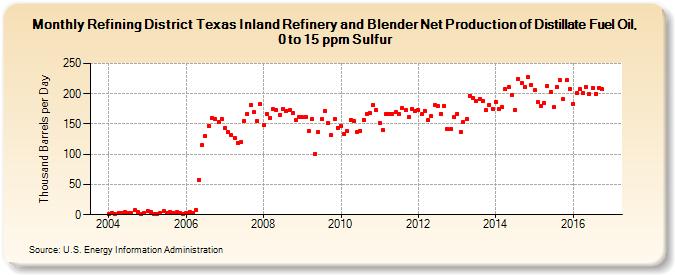 Monthly Refining District Texas Inland Refinery and Blender Net Production of Distillate Fuel Oil,
0 to 15 ppm Sulfur
Thousand Barrels per Day
250
200
150
100
50
0
2004 2006 2008 2010 2012 2014 2016
Source: U.S. Energy Information Administration